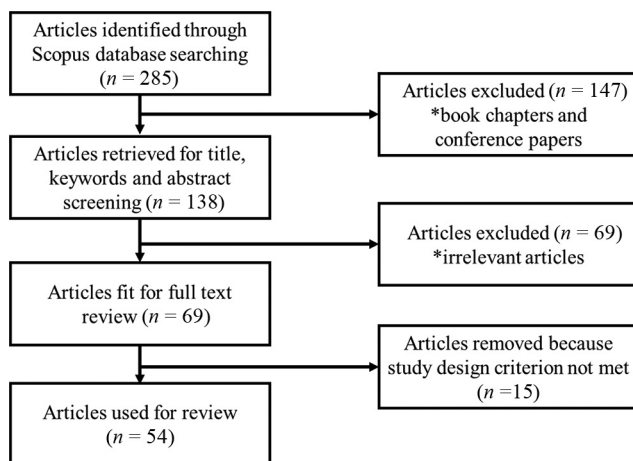 Articles identified through
Scopus database searching
(n = 285)
Articles excluded (n = 147)
*book chapters and
conference papers
Articles retrieved for title,
keywords and abstract
screening (n = 138)
Articles excluded (n = 69)
*irrelevant articles
Articles fit for full text
review (n = 69)
Articles removed because
study design criterion not met
(n =15)
Articles used for review
(n = 54)